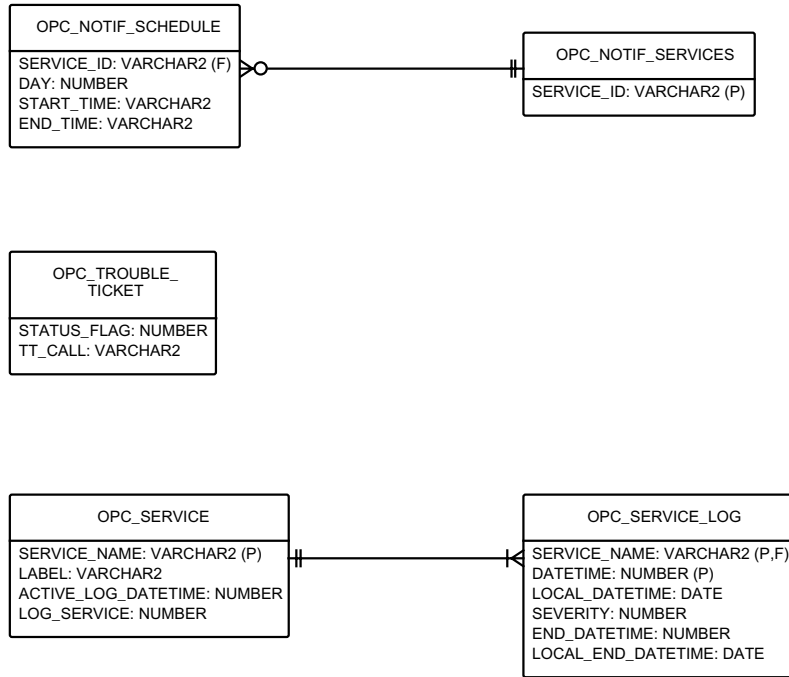 OPC_NOTIF_SCHEDULE
SERVICE_ID: VARCHAR2 (F)
DAY: NUMBER
START_TIME: VARCHAR2
END_TIME: VARCHAR2
OPC_NOTIF_SERVICES
SERVICE_ID: VARCHAR2 (P)
OPC_TROUBLE_
TICKET
STATUS_FLAG: NUMBER
TT_CALL: VARCHAR2
OPC_SERVICE
SERVICE_NAME: VARCHAR2 (P)
LABEL: VARCHAR2
ACTIVE_LOG_DATETIME: NUMBER
LOG_SERVICE: NUMBER
OPC_SERVICE_LOG
SERVICE_NAME: VARCHAR2 (P,F)
DATETIME: NUMBER (P)
LOCAL_DATETIME: DATE
SEVERITY: NUMBER
END_DATETIME: NUMBER
LOCAL_END_DATETIME: DATE